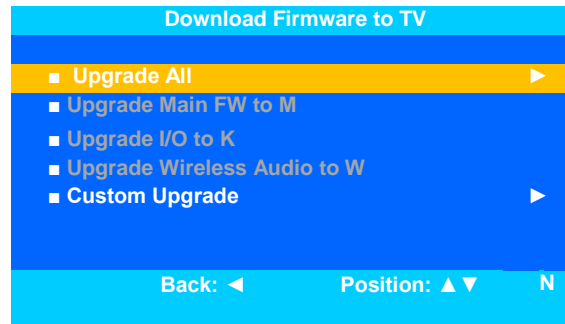 Download Firmware to TV
■ Upgrade All ►
■ Upgrade Main FW to M
■ Upgrade I/O to K
■ Upgrade Wireless Audio to W
■ Custom Upgrade ►
Back: ◄ Position: ▲▼ N